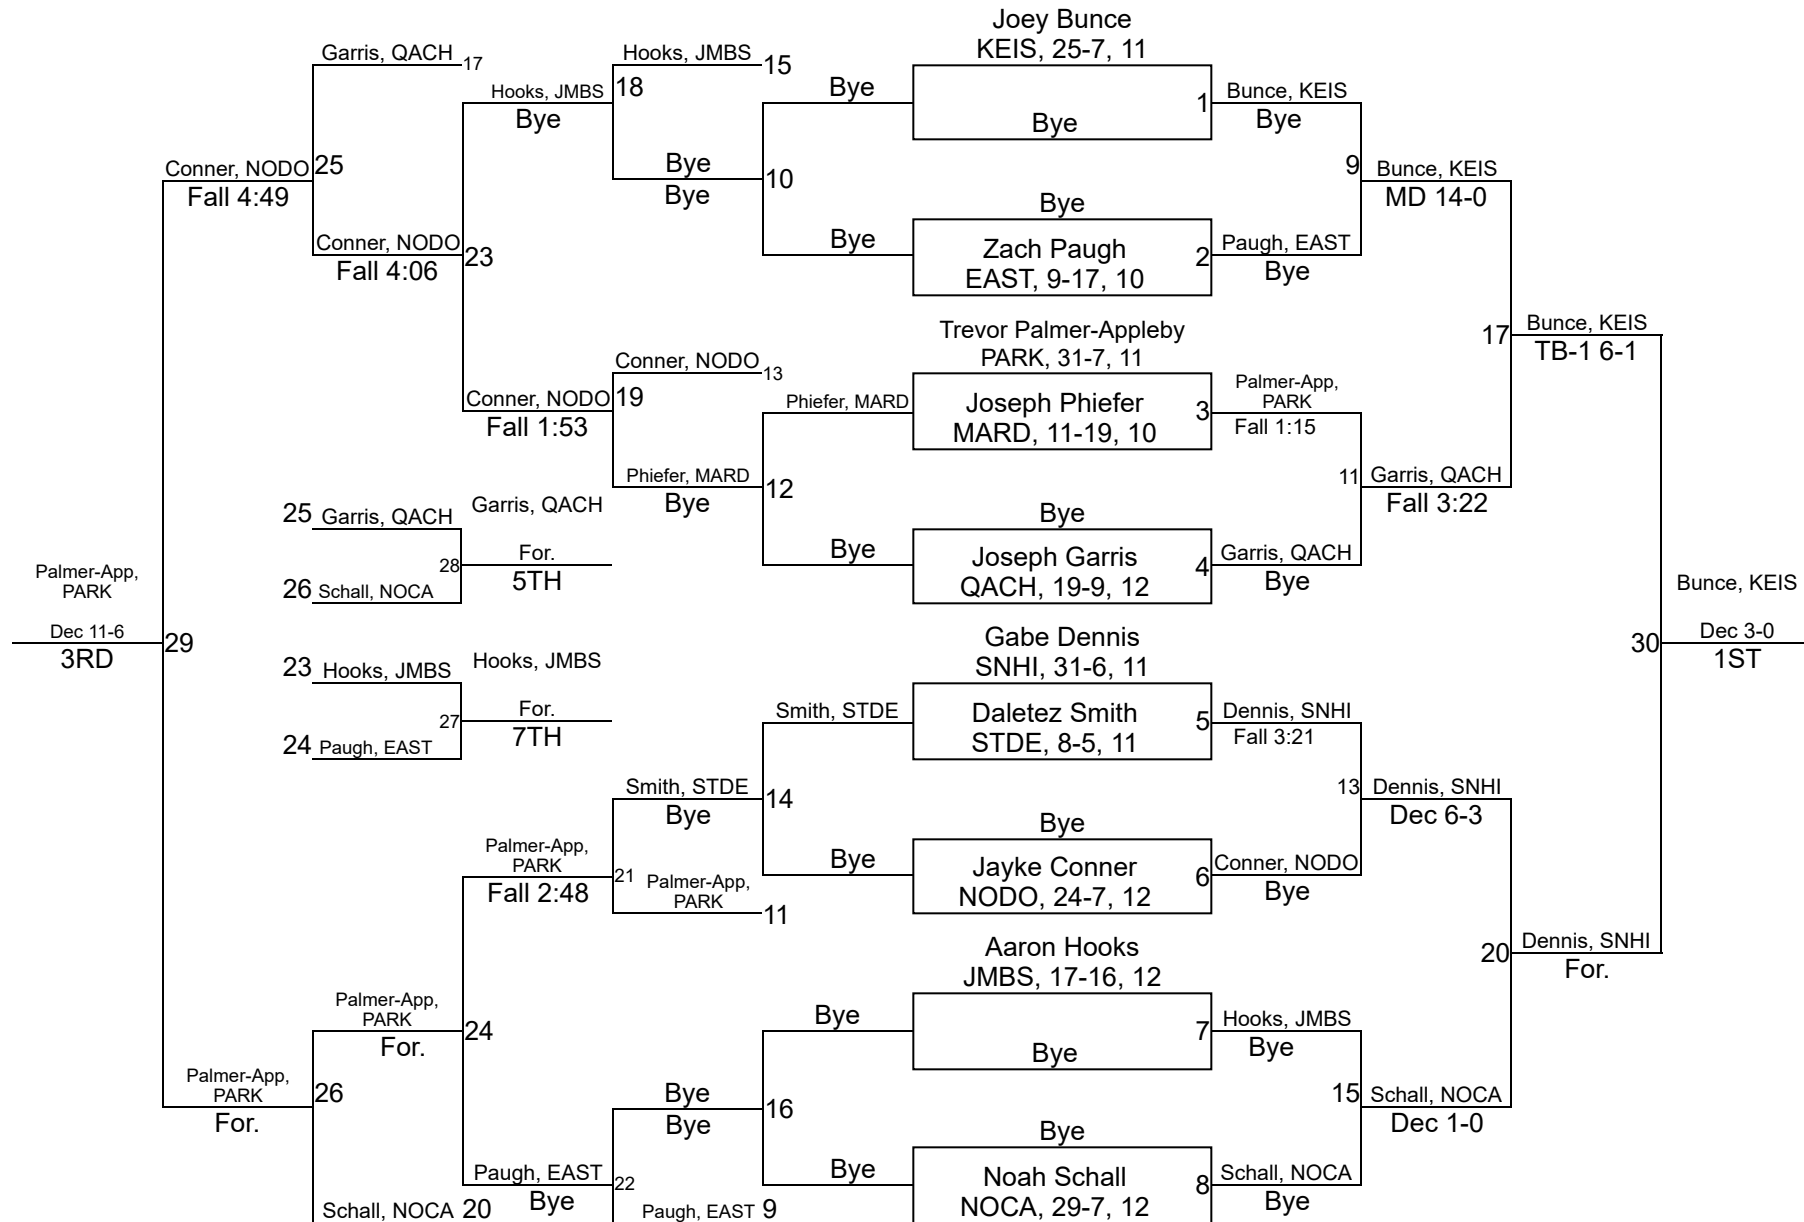 Joey Bunce
KEIS, 25-7, 11
Garris, QACH 17
Hooks, JMBS 15
Hooks, JMBS 18
Bye
Bye
Bye
1 Bunce, KEIS
Bye
Conner, NODO 25
Fall 4:49
Bye
Bye
10
9 Bunce, KEIS
MD 14-0
Bye
Conner, NODO 23
Fall 4:06
Bye
Zach Paugh
EAST, 9-17, 10
2 Paugh, EAST
Bye
Trevor Palmer-Appleby
PARK, 31-7, 11
17 Bunce, KEIS
TB-1 6-1
Conner, NODO 13
Conner, NODO 19
Fall 1:53
Phiefer, MARD
Joseph Phiefer
MARD, 11-19, 10
3 Palmer-App,
PARK
Fall 1:15
Phiefer, MARD 12
Bye
11 Garris, QACH
Fall 3:22
25 Garris, QACH
Garris, QACH
Bye
28 For.
5TH
26 Schall, NOCA
Bye
Joseph Garris
QACH, 19-9, 12
4 Garris, QACH
Bye
Palmer-App,
PARK
Dec 11-6
3RD
29
Bunce, KEIS
30 Dec 3-0
1ST
Gabe Dennis
SNHI, 31-6, 11
23 Hooks, JMBS
Hooks, JMBS
27 For.
7TH
24 Paugh, EAST
Smith, STDE
Daletez Smith
STDE, 8-5, 11
5 Dennis, SNHI
Fall 3:21
Smith, STDE 14
Bye
13 Dennis, SNHI
Dec 6-3
Bye
Palmer-App,
PARK
Fall 2:48
21 Palmer-App,
PARK
11
Bye
Jayke Conner
NODO, 24-7, 12
6 Conner, NODO
Bye
Aaron Hooks
JMBS, 17-16, 12
20 Dennis, SNHI
For.
Palmer-App,
PARK
For.
24
Bye
Bye
7 Hooks, JMBS
Bye
Palmer-App,
PARK
For.
26
Bye
Bye
16
15 Schall, NOCA
Dec 1-0
Bye
Paugh, EAST 22
Bye
Bye
Noah Schall
NOCA, 29-7, 12
8 Schall, NOCA
Bye
Schall, NOCA 20
Paugh, EAST 9